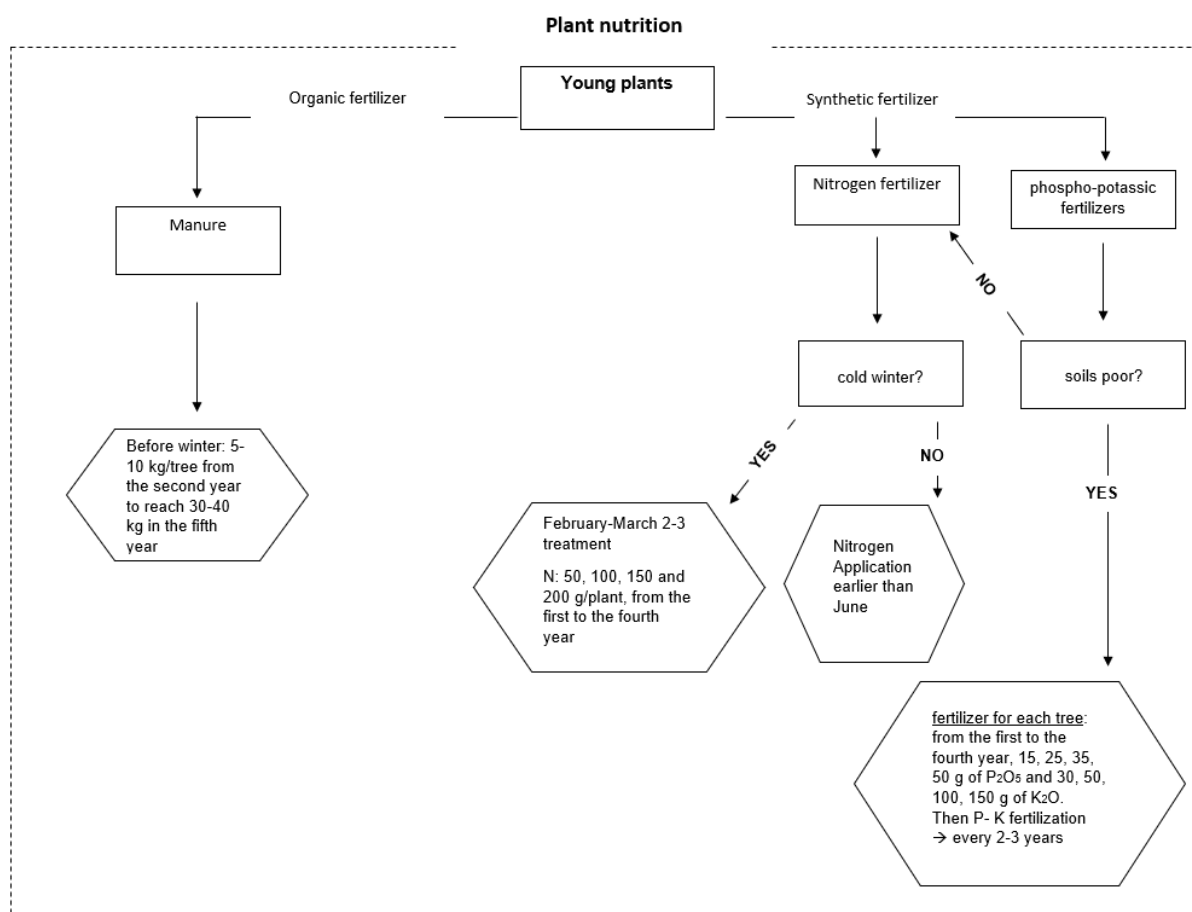 Plant nutrition
Young plants
Organic fertilizer
Synthetic fertilizer
Nitrogen fertilizer
phospho-potassic
fertilizers
Manure
NO
cold winter?
soils poor?
YES
NO
YES
Before winter: 5-
10 kg/tree from
the second year
to reach 30-40
kg in the fifth
year
February-March 2-3
treatment
N: 50, 100, 150 and
200 g/plant, from the
first to the fourth
year
Nitrogen
Application
earlier than
June
fertilizer for each tree:
from the first to the
fourth year, 15, 25, 35,
50 g of P₂O₅ and 30, 50,
100, 150 g of K₂O.
Then P- K fertilization
→ every 2-3 years